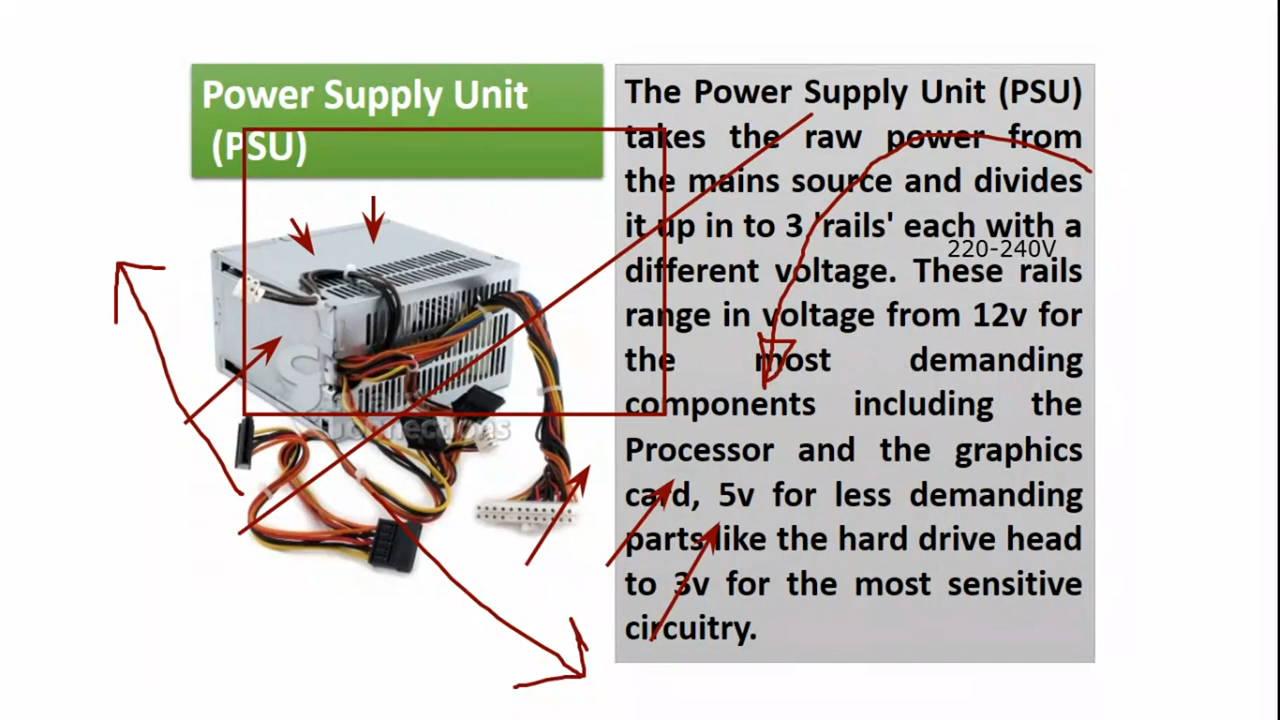 Power Supply Unit
(PSU)
The Power Supply Unit (PSU)
takes the raw power from
the mains source and divides
it up in to 3 'rails' each with a
220-240V
different voltage. These rails
range in voltage from 12v for
the most demanding
components including the
Processor and the graphics
card, 5v for less demanding
parts like the hard drive head
to 3v for the most sensitive
circuitry.